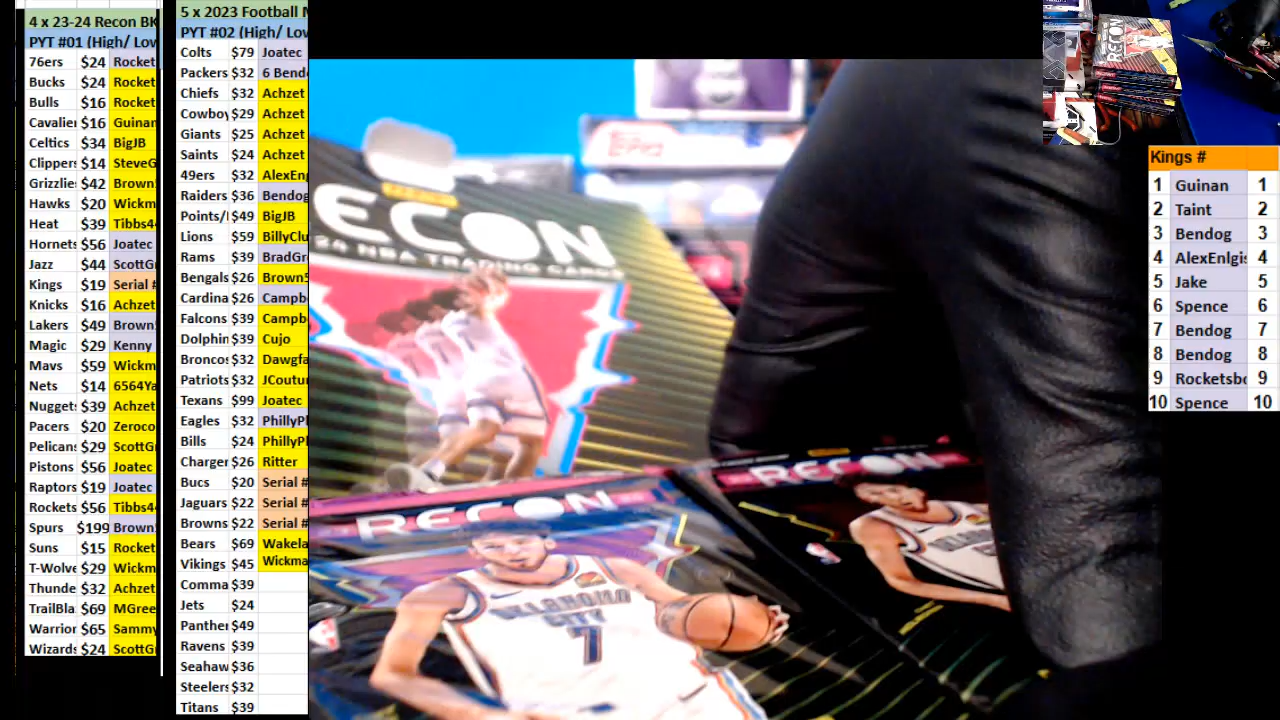 4 x 23-24 Recon BK
PYT #01 (High/ Low
76ers $24 Rocket
Bucks $24 Rocket
Bulls $16 Rocket
Cavalier $16 Guinan
Celtics $34 BigJB
Clippers $14 SteveG
Grizzlies $42 Brown
Hawks $20 Wickm
Heat $39 Tibbs4
Hornets $56 Joatec
Jazz $44 ScottG
Kings $19 Serial #
Knicks $16 Achzet
Lakers $49 Brown
Magic $29 Kenny
Mavs $59 Wickm
Nets $14 6564Ya
Nuggets $39 Achzet
Pacers $20 Zeroco
Pelicans $29 ScottG
Pistons $56 Joatec
Raptors $19 Joatec
Rockets $56 Tibbs4
Spurs $199 Brown
Suns $15 Rocket
T-Wolve $29 Wickm
Thunde $32 Achzet
TrailBla $69 MGree
Warrior $65 Sammy
Wizards $24 ScottG
5 x 2023 Football
PYT #02 (High/ Low
Colts $79 Joatec
Packers $32 6 Bend
Chiefs $32 Achzet
Cowboy $29 Achzet
Giants $25 Achzet
Saints $24 Achzet
49ers $32 AlexEng
Raiders $36 Bendog
Points/ $49 BigJB
Lions $59 BillyClu
Rams $39 BradGr
Bengals $26 Brown
Cardina $26 Campb
Falcons $39 Campb
Dolphin $39 Cujo
Broncos $32 Dawgfa
Patriots $32 JCoutu
Texans $99 Joatec
Eagles $32 PhillyPl
Bills $24 PhillyPl
Charger $26 Ritter
Bucs $20 Serial #
Jaguars $22 Serial #
Browns $22 Serial #
Bears $69 Wakela
Vikings $45 Wickma
Comma $39
Jets $24
Panthe $49
Ravens $39
Seahaw $36
Steelers $32
Titans $39
Topps
ECON
24 NBA TRADING CARDS
RECON
OKLAHOMA
CITY
7
RECON
RECON
Kings #
1 Guinan 1
2 Taint 2
3 Bendog 3
4 AlexEnlgis 4
5 Jake 5
6 Spence 6
7 Bendog 7
8 Bendog 8
9 Rocketsbo 9
10 Spence 10